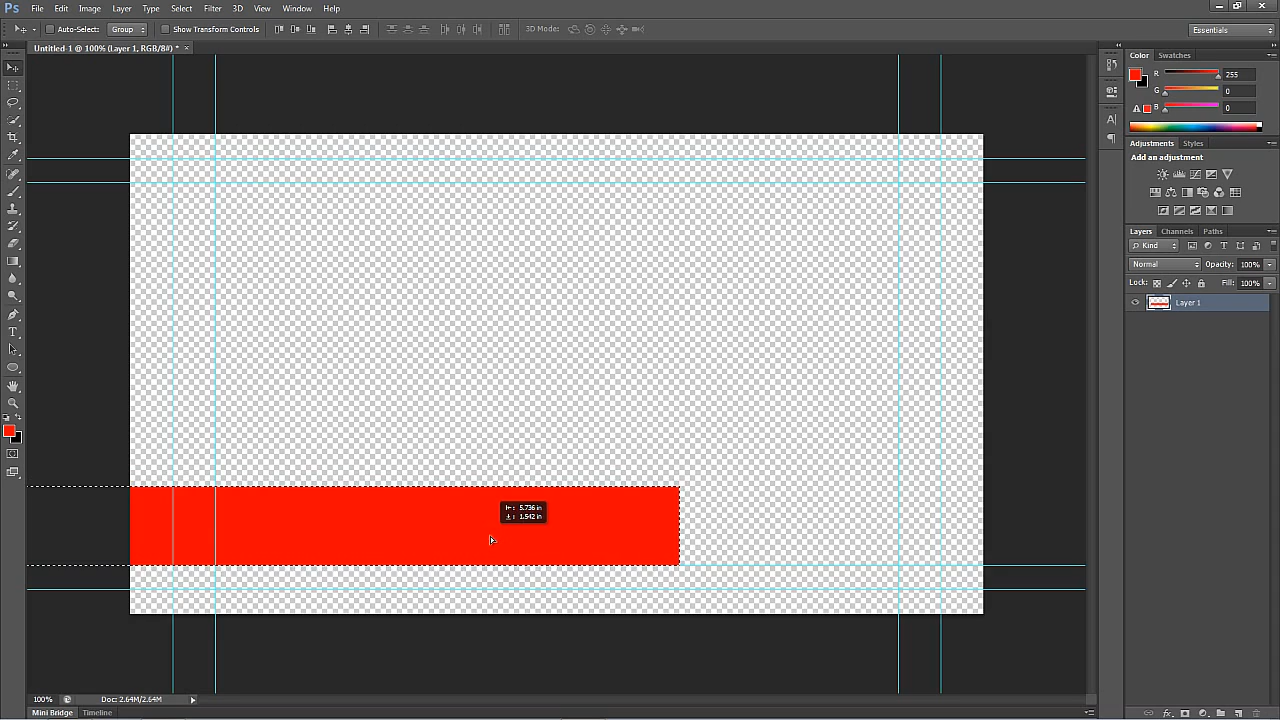 Ps File Edit Image Layer Type Select Filter 3D View Window Help
Auto-Select: Group Show Transform Controls 3D Mode: Essentials
Untitled-1 @ 100% (Layer 1, RGB/8#) * ×
Color Swatches
R 255
G 0
B 0
Adjustments Styles
Add an adjustment
Layers Channels Paths
Kind
Normal Opacity: 100%
Lock: Fill: 100%
Layer 1
5.736 in
1.542 in
100% Doc: 2.64M/2.64M
Mini Bridge Timeline